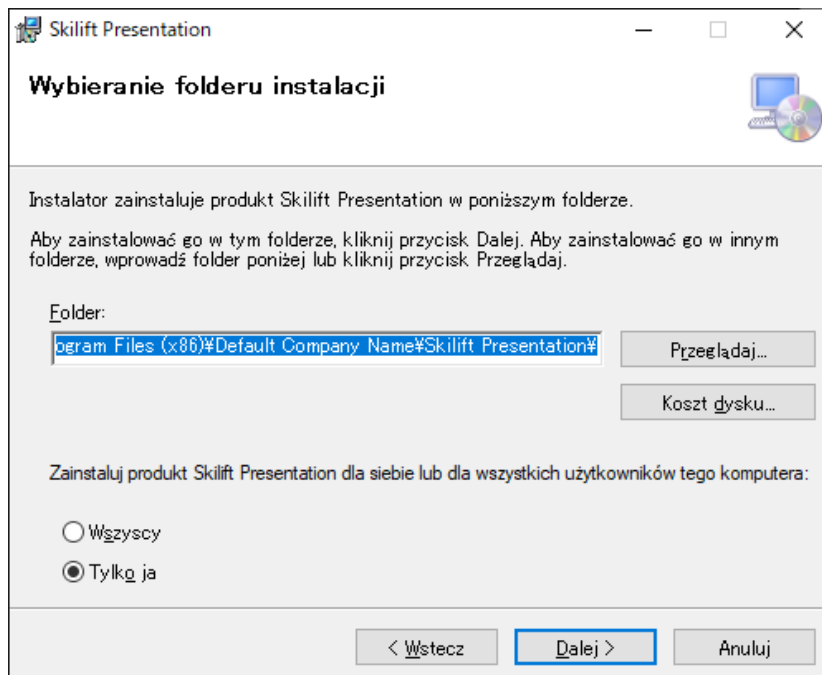 Skilift Presentation
Wybieranie folderu instalacji
Instalator zainstaluje produkt Skilift Presentation w poniższym folderze.
Aby zainstalować go w tym folderze, kliknij przycisk Dalej. Aby zainstalować go w innym
folderze, wprowadź folder poniżej lub kliknij przycisk Przeglądaj.
Folder:
ogram Files (x86)¥Default Company Name¥Skilift Presentation¥
Przeglądaj...
Koszt dysku...
Zainstaluj produkt Skilift Presentation dla siebie lub dla wszystkich użytkowników tego komputera:
Wszyscy
Tylko ja
< Wstecz
Dalej >
Anuluj